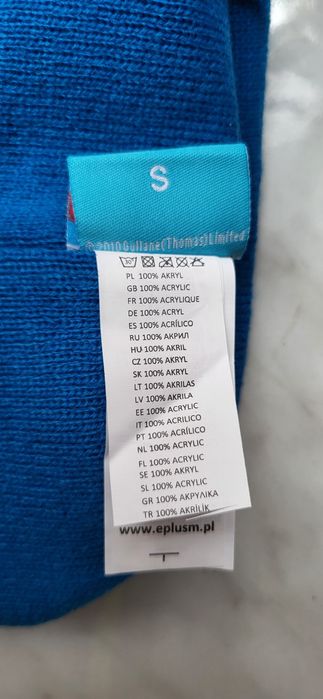 S
© 2010 Gullane (Thomas) Limited
30°
PL 100% AKRYL
GB 100% ACRYLIC
FR 100% ACRYLIQUE
DE 100% ACRYL
ES 100% ACRÍLICO
RU 100% АКРИЛ
HU 100% AKRIL
CZ 100% AKRYL
SK 100% AKRYL
LT 100% AKRILAS
LV 100% AKRILA
EE 100% ACRYLIC
IT 100% ACRILICO
PT 100% ACRÍLICO
NL 100% ACRYLIC
FL 100% ACRYLIC
SE 100% AKRYL
SL 100% ACRYLIC
GR 100% ΑΚΡΥΛΙΚΑ
TR 100% AKRİLİK
www.eplusm.pl